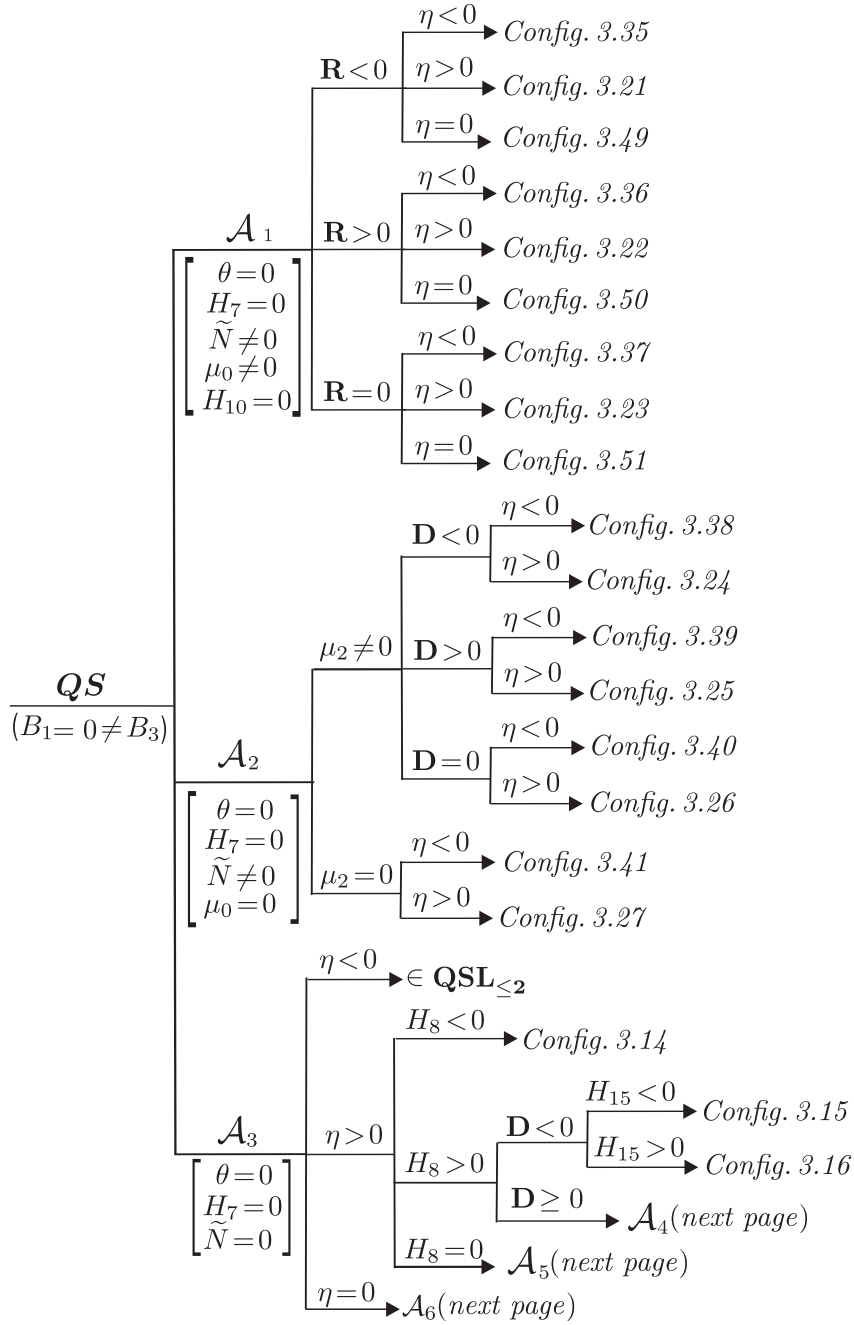 η<0
Config. 3.35
R<0
η>0
Config. 3.21
η=0
Config. 3.49
η<0
Config. 3.36
𝒜₁
R>0
η>0
Config. 3.22
θ=0
H₇=0
Ñ≠0
μ₀≠0
H₁₀=0
η=0
Config. 3.50
η<0
Config. 3.37
R=0
η>0
Config. 3.23
η=0
Config. 3.51
η<0
Config. 3.38
D<0
η>0
Config. 3.24
μ₂≠0
η<0
Config. 3.39
D>0
η>0
Config. 3.25
QS
(B₁= 0≠B₃)
η<0
Config. 3.40
D=0
η>0
Config. 3.26
𝒜₂
θ=0
H₇=0
Ñ≠0
μ₀=0
η<0
Config. 3.41
μ₂=0
η>0
Config. 3.27
η<0
∈ QSL≤2
H₈<0
Config. 3.14
H₁₅<0
Config. 3.15
𝒜₃
η>0
D<0
H₁₅>0
Config. 3.16
H₈>0
θ=0
H₇=0
Ñ=0
D≥0
𝒜₄(next page)
H₈=0
𝒜₅(next page)
η=0
𝒜₆(next page)